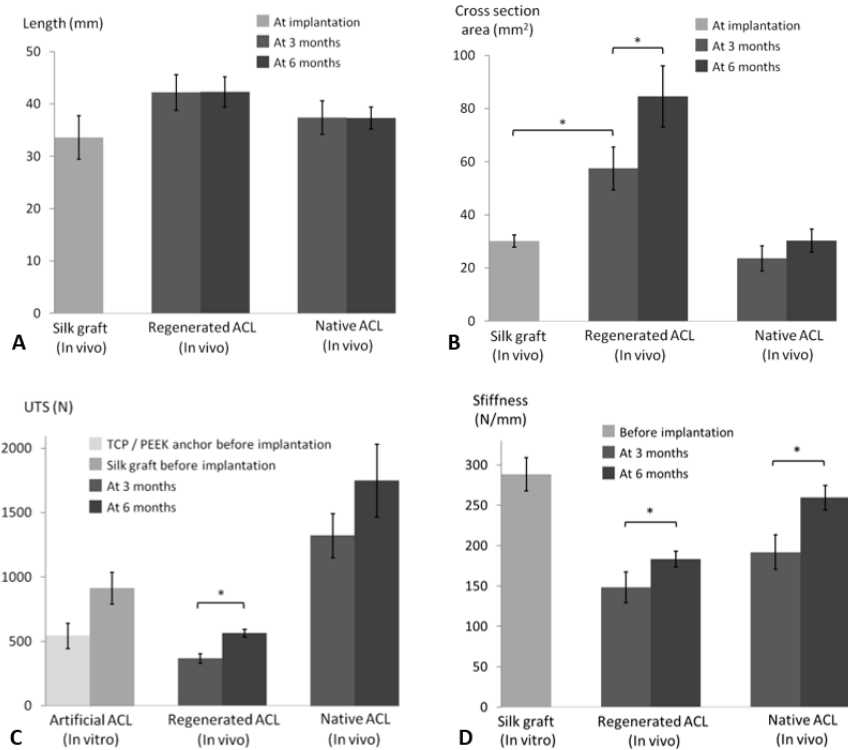 Length (mm)
At implantation
At 3 months
At 6 months
50
40
30
20
10
0
Silk graft
(In vivo)
Regenerated ACL
(In vivo)
Native ACL
(In vivo)
A
Cross section
area (mm²)
At implantation
At 3 months
At 6 months
100
80
60
40
20
0
*
*
Silk graft
(In vivo)
Regenerated ACL
(In vivo)
Native ACL
(In vivo)
B
UTS (N)
TCP / PEEK anchor before implantation
Silk graft before implantation
At 3 months
At 6 months
2000
1500
1000
500
0
*
Artificial ACL
(In vitro)
Regenerated ACL
(In vivo)
Native ACL
(In vivo)
C
Sfiffness
(N/mm)
Before implantation
At 3 months
At 6 months
300
250
200
150
100
50
0
*
*
Silk graft
(In vitro)
Regenerated ACL
(In vivo)
Native ACL
(In vivo)
D